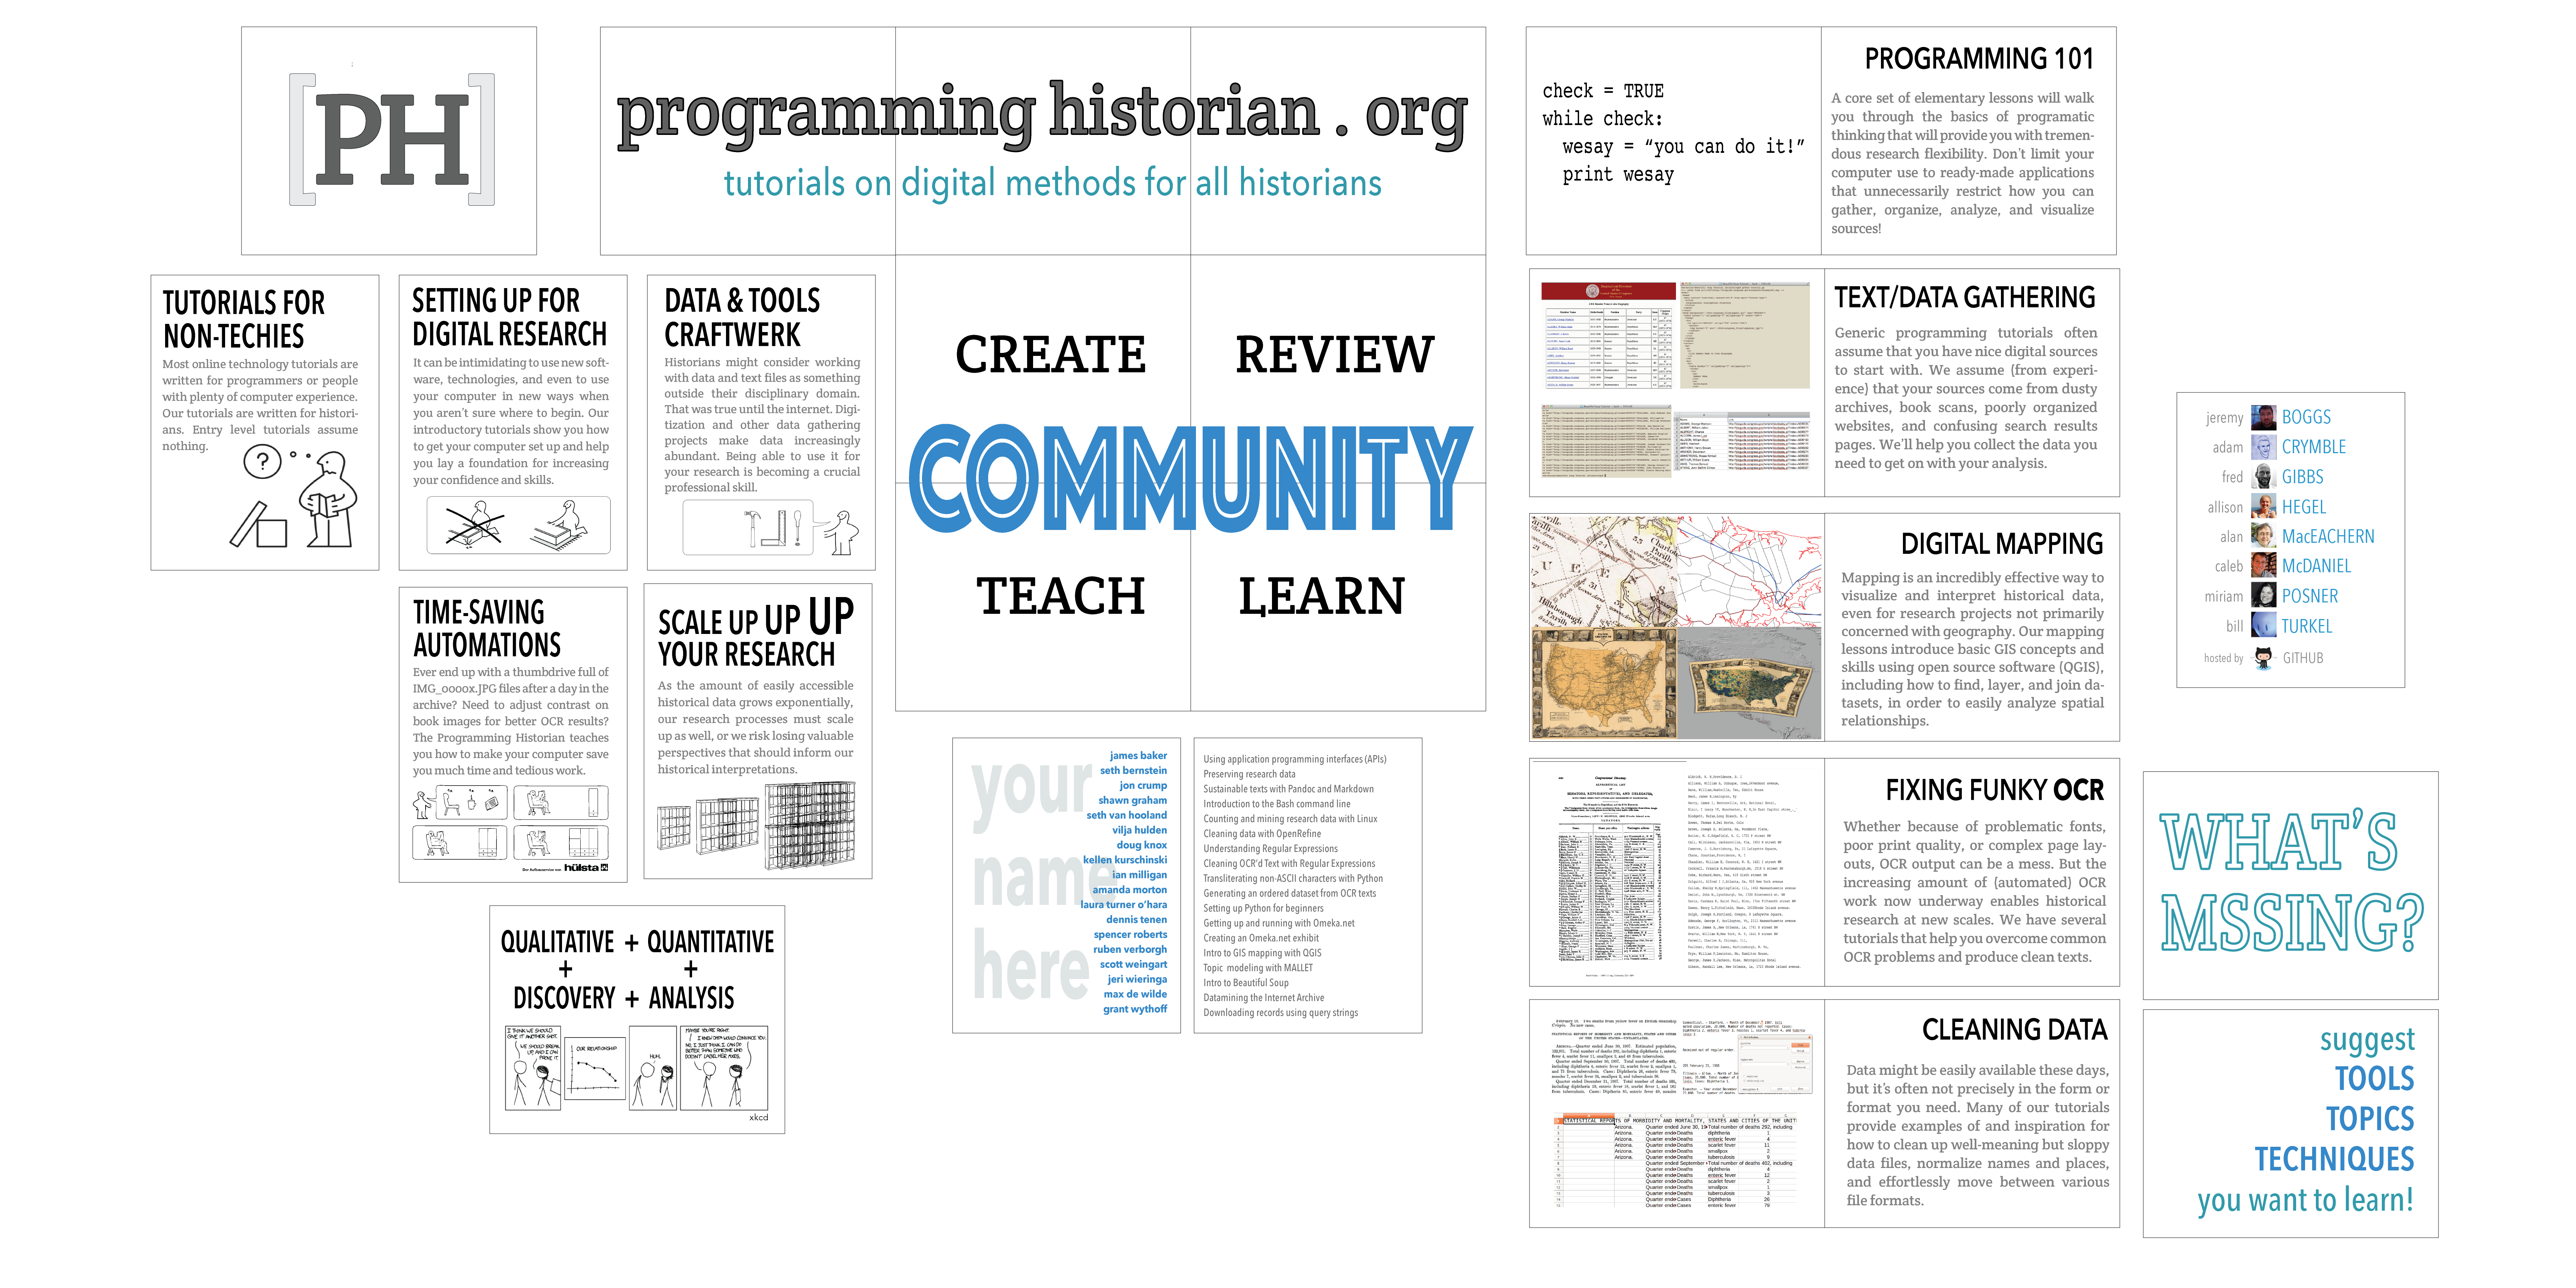 [PH]
programming historian . org
tutorials on digital methods for all historians
TUTORIALS FOR
NON-TECHIES
Most online technology tutorials are
written for programmers or people
with plenty of computer experience.
Our tutorials are written for histori-
ans. Entry level tutorials assume
nothing.
?
SETTING UP FOR
DIGITAL RESEARCH
It can be intimidating to use new soft-
ware, technologies, and even to use
your computer in new ways when
you aren't sure where to begin. Our
introductory tutorials show you how
to get your computer set up and help
you lay a foundation for increasing
your confidence and skills.
DATA & TOOLS
CRAFTWERK
Historians might consider working
with data and text files as something
outside their disciplinary domain.
That was true until the internet. Digi-
tization and other data gathering
projects make data increasingly
abundant. Being able to use it for
your research is becoming a crucial
professional skill.
TIME-SAVING
AUTOMATIONS
Ever end up with a thumbdrive full of
IMG_0000x.JPG files after a day in the
archive? Need to adjust contrast on
book images for better OCR results?
The Programming Historian teaches
you how to make your computer save
you much time and tedious work.
Der Aufbauservice von hülsta
SCALE UP UP UP
YOUR RESEARCH
As the amount of easily accessible
historical data grows exponentially,
our research processes must scale
up as well, or we risk losing valuable
perspectives that should inform our
historical interpretations.
QUALITATIVE + QUANTITATIVE
+ +
DISCOVERY + ANALYSIS
I THINK WE SHOULD
GIVE IT ANOTHER SHOT.
WE SHOULD BREAK
UP, AND I CAN
PROVE IT.
OUR RELATIONSHIP
HUH.
MAYBE YOU'RE RIGHT.
I KNEW DATA WOULD CONVINCE YOU.
NO, I JUST THINK I CAN DO
BETTER THAN SOMEONE WHO
DOESN'T LABEL HER AXES.
xkcd
CREATE
REVIEW
COMMUNITY
TEACH
LEARN
your
name
here
james baker
seth bernstein
jon crump
shawn graham
seth van hooland
vilja hulden
doug knox
kellen kurschinski
ian milligan
amanda morton
laura turner o'hara
dennis tenen
spencer roberts
ruben verborgh
scott weingart
jeri wieringa
max de wilde
grant wythoff
Using application programming interfaces (APIs)
Preserving research data
Sustainable texts with Pandoc and Markdown
Introduction to the Bash command line
Counting and mining research data with Linux
Cleaning data with OpenRefine
Understanding Regular Expressions
Cleaning OCR'd Text with Regular Expressions
Transliterating non-ASCII characters with Python
Generating an ordered dataset from OCR texts
Setting up Python for beginners
Getting up and running with Omeka.net
Creating an Omeka.net exhibit
Intro to GIS mapping with QGIS
Topic modeling with MALLET
Intro to Beautiful Soup
Datamining the Internet Archive
Downloading records using query strings
check = TRUE
while check:
wesay = "you can do it!"
print wesay
PROGRAMMING 101
A core set of elementary lessons will walk
you through the basics of programatic
thinking that will provide you with tremen-
dous research flexibility. Don't limit your
computer use to ready-made applications
that unnecessarily restrict how you can
gather, organize, analyze, and visualize
sources!
TEXT/DATA GATHERING
Generic programming tutorials often
assume that you have nice digital sources
to start with. We assume (from experi-
ence) that your sources come from dusty
archives, book scans, poorly organized
websites, and confusing search results
pages. We'll help you collect the data you
need to get on with your analysis.
DIGITAL MAPPING
Mapping is an incredibly effective way to
visualize and interpret historical data,
even for research projects not primarily
concerned with geography. Our mapping
lessons introduce basic GIS concepts and
skills using open source software (QGIS),
including how to find, layer, and join da-
tasets, in order to easily analyze spatial
relationships.
FIXING FUNKY OCR
Whether because of problematic fonts,
poor print quality, or complex page lay-
outs, OCR output can be a mess. But the
increasing amount of (automated) OCR
work now underway enables historical
research at new scales. We have several
tutorials that help you overcome common
OCR problems and produce clean texts.
CLEANING DATA
Data might be easily available these days,
but it's often not precisely in the form or
format you need. Many of our tutorials
provide examples of and inspiration for
how to clean up well-meaning but sloppy
data files, normalize names and places,
and effortlessly move between various
file formats.
jeremy BOGGS
adam CRYMBLE
fred GIBBS
allison HEGEL
alan MacEACHERN
caleb McDANIEL
miriam POSNER
bill TURKEL
hosted by GITHUB
WHAT'S
MSSING?
suggest
TOOLS
TOPICS
TECHNIQUES
you want to learn!